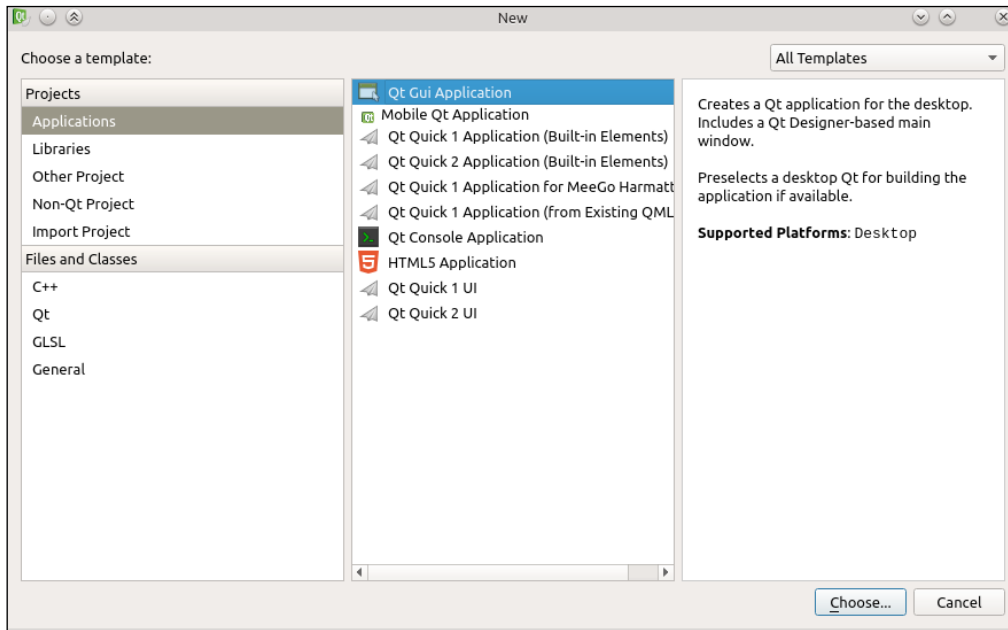 New
Choose a template:
All Templates
Projects
Applications
Libraries
Other Project
Non-Qt Project
Import Project
Files and Classes
C++
Qt
GLSL
General
Qt Gui Application
Mobile Qt Application
Qt Quick 1 Application (Built-in Elements)
Qt Quick 2 Application (Built-in Elements)
Qt Quick 1 Application for MeeGo Harmatt
Qt Quick 1 Application (from Existing QML
Qt Console Application
HTML5 Application
Qt Quick 1 UI
Qt Quick 2 UI
Creates a Qt application for the desktop.
Includes a Qt Designer-based main
window.
Preselects a desktop Qt for building the
application if available.
Supported Platforms: Desktop
Choose...
Cancel